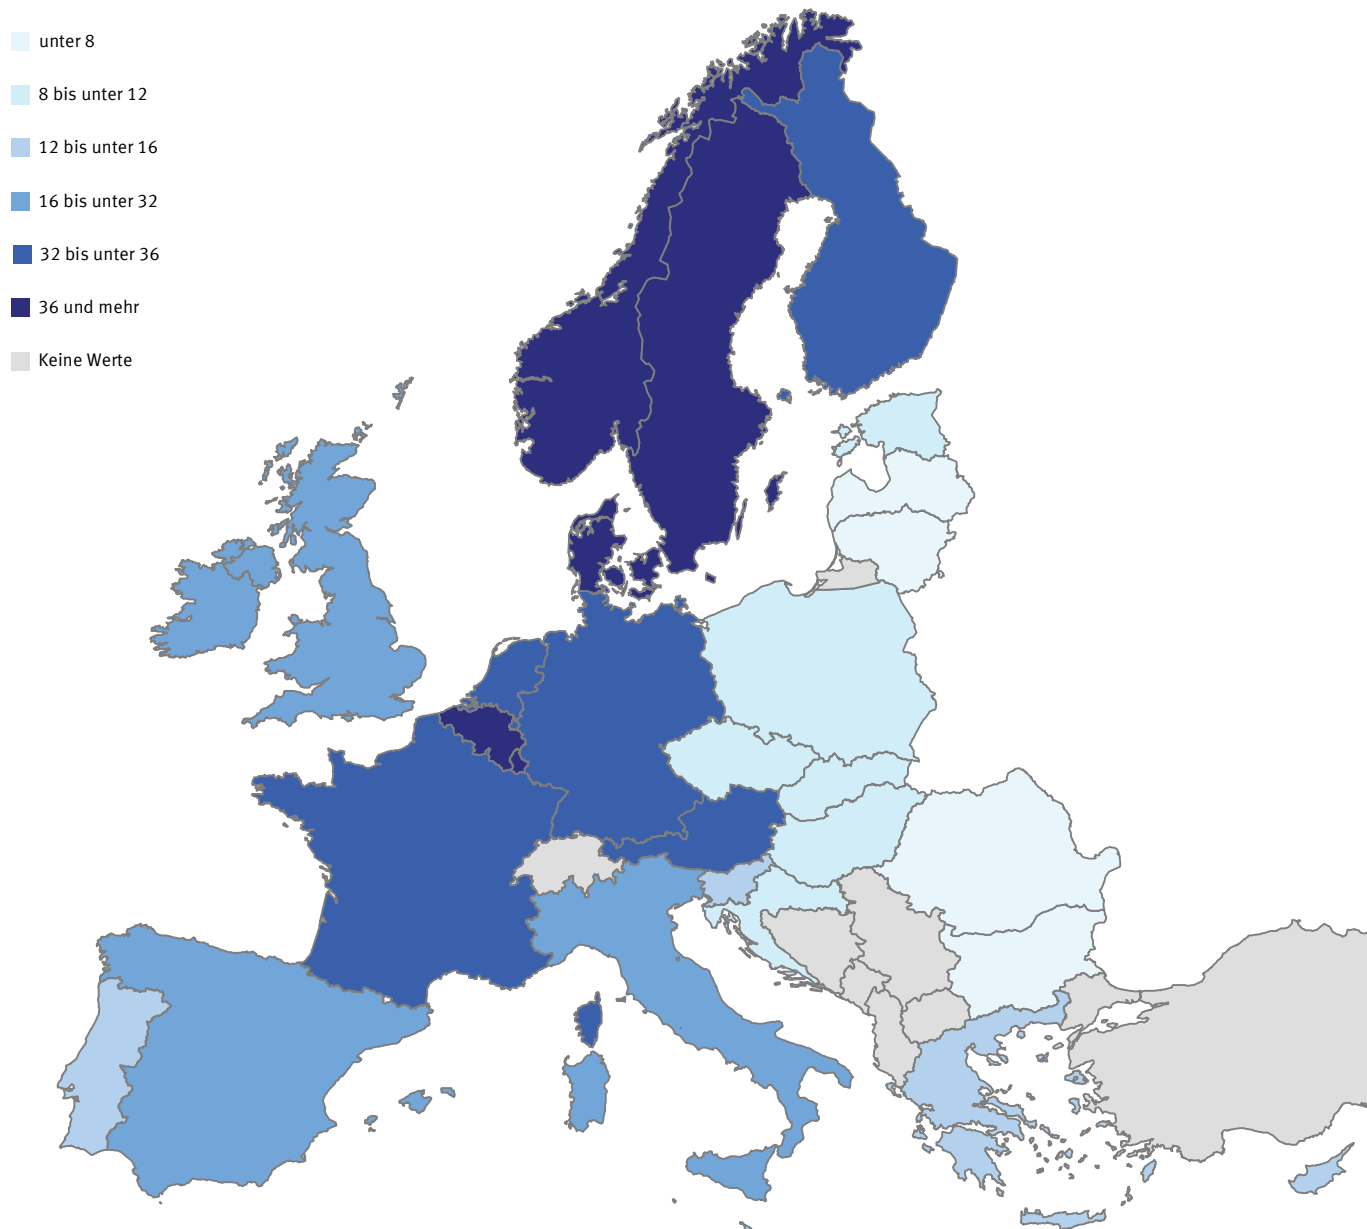 unter 8
8 bis unter 12
12 bis unter 16
16 bis unter 32
32 bis unter 36
36 und mehr
Keine Werte